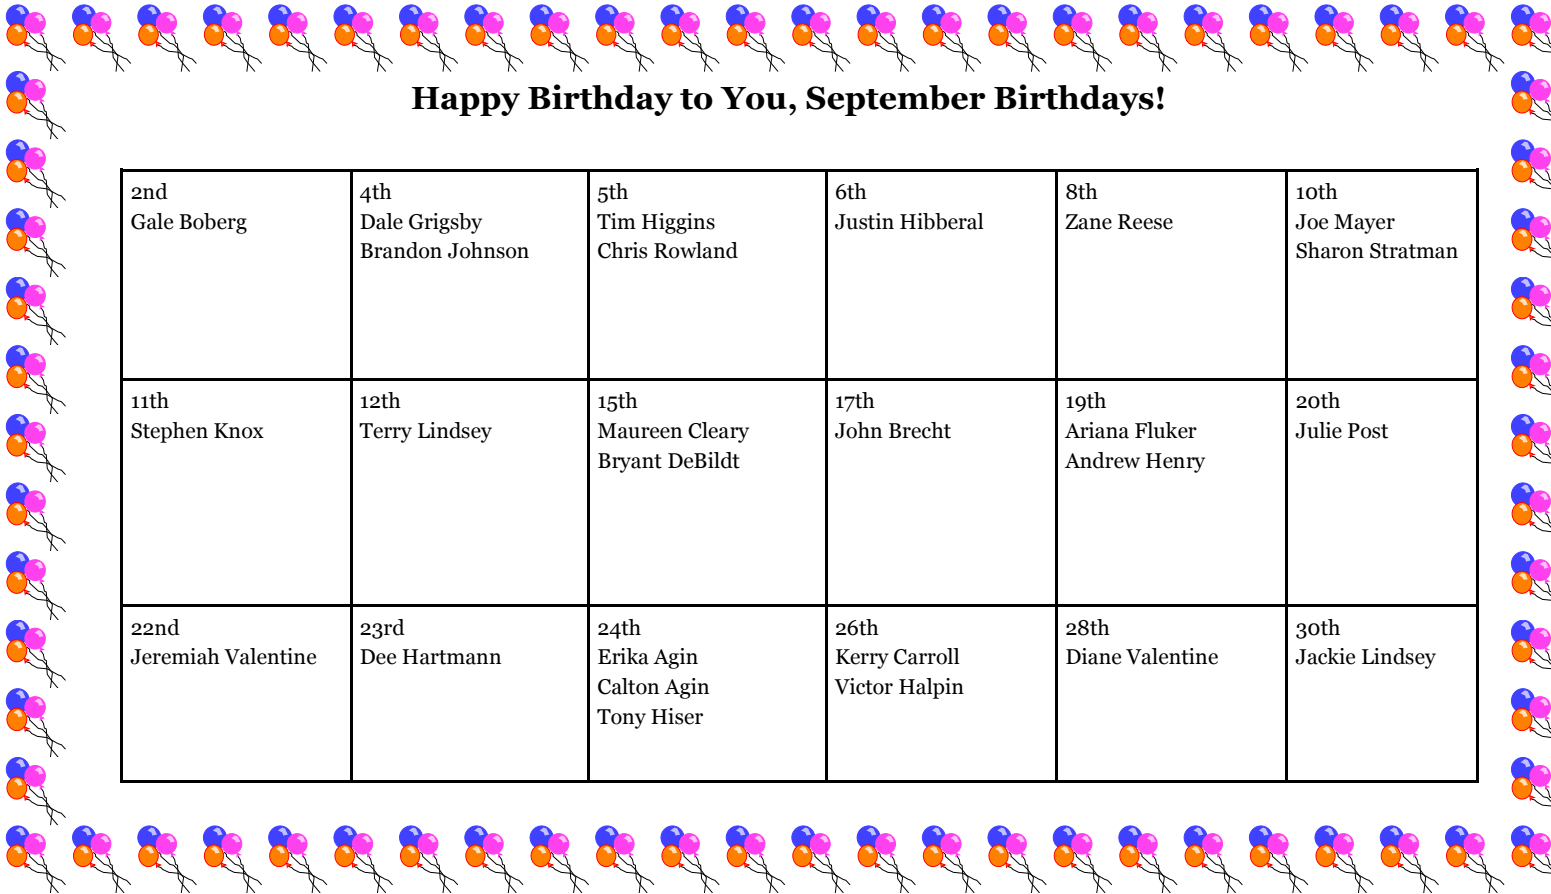 Happy Birthday to You, September Birthdays!
2nd
Gale Boberg
4th
Dale Grigsby
Brandon Johnson
5th
Tim Higgins
Chris Rowland
6th
Justin Hibberal
8th
Zane Reese
10th
Joe Mayer
Sharon Stratman
11th
Stephen Knox
12th
Terry Lindsey
15th
Maureen Cleary
Bryant DeBildt
17th
John Brecht
19th
Ariana Fluker
Andrew Henry
20th
Julie Post
22nd
Jeremiah Valentine
23rd
Dee Hartmann
24th
Erika Agin
Calton Agin
Tony Hiser
26th
Kerry Carroll
Victor Halpin
28th
Diane Valentine
30th
Jackie Lindsey